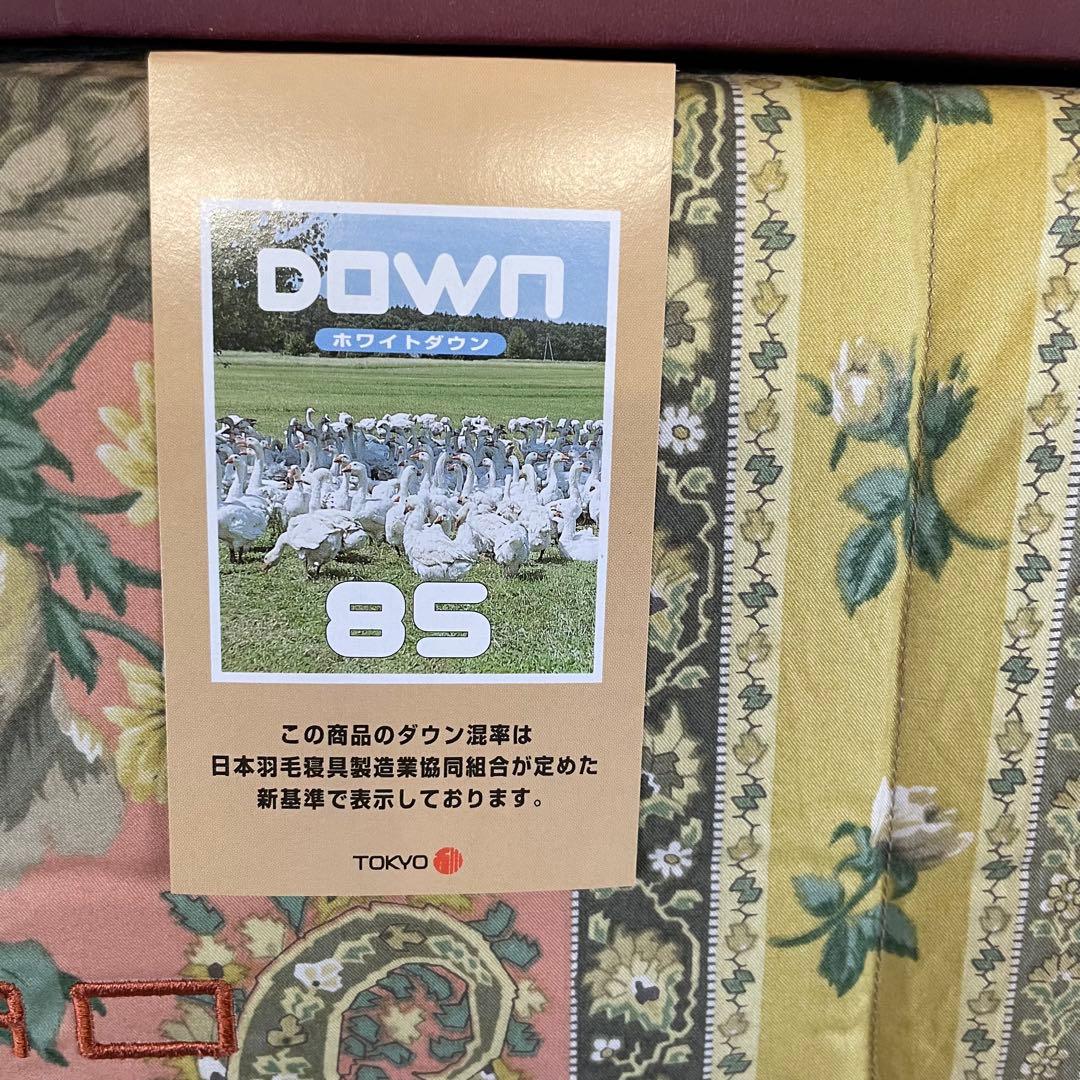 DOWN
ホワイトダウン
85
この商品のダウン混率は
日本羽毛寝具製造業協同組合が定めた
新基準で表示しております。
TOKYO